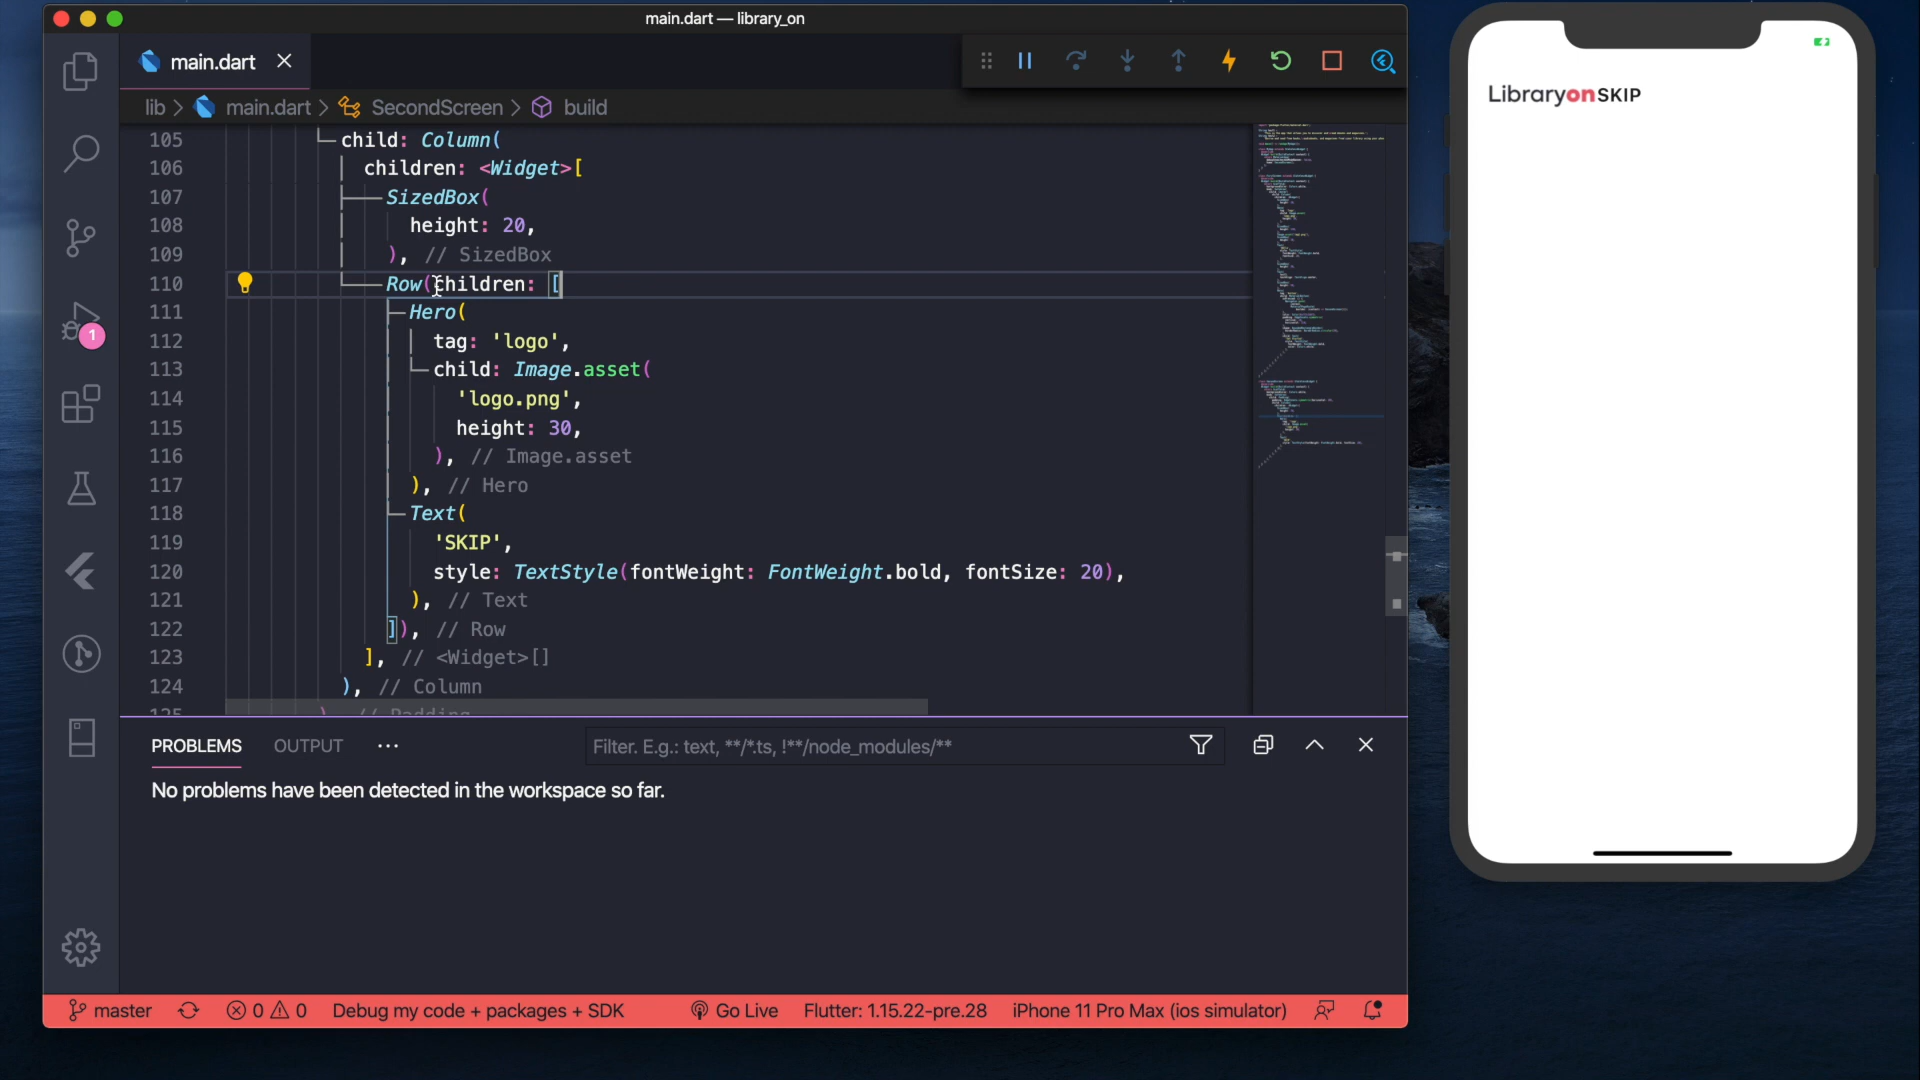 main.dart — library_on
main.dart
lib > main.dart > SecondScreen > build
105 child: Column(
106 children: <Widget>[
107 SizedBox(
108 height: 20,
109 ), // SizedBox
110 Row(children: [
111 Hero(
112 tag: 'logo',
113 child: Image.asset(
114 'logo.png',
115 height: 30,
116 ), // Image.asset
117 ), // Hero
118 Text(
119 'SKIP',
120 style: TextStyle(fontWeight: FontWeight.bold, fontSize: 20),
121 ), // Text
122 ]), // Row
123 ], // <Widget>[]
124 ), // Column
125 ), // Padding
1
PROBLEMS OUTPUT ...
Filter. E.g.: text, **/*.ts, !**/node_modules/**
No problems have been detected in the workspace so far.
master 0 0 Debug my code + packages + SDK Go Live Flutter: 1.15.22-pre.28 iPhone 11 Pro Max (ios simulator)
LibraryonSKIP